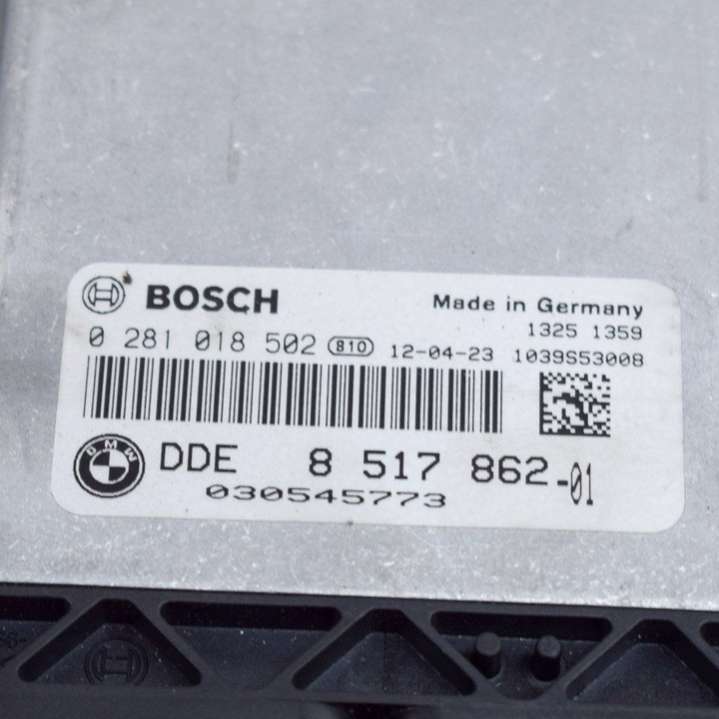 BOSCH
Made in Germany
1325 1359
0 281 018 502 810 12-04-23 1039S53008
BMW
DDE 8 517 862-01
030545773